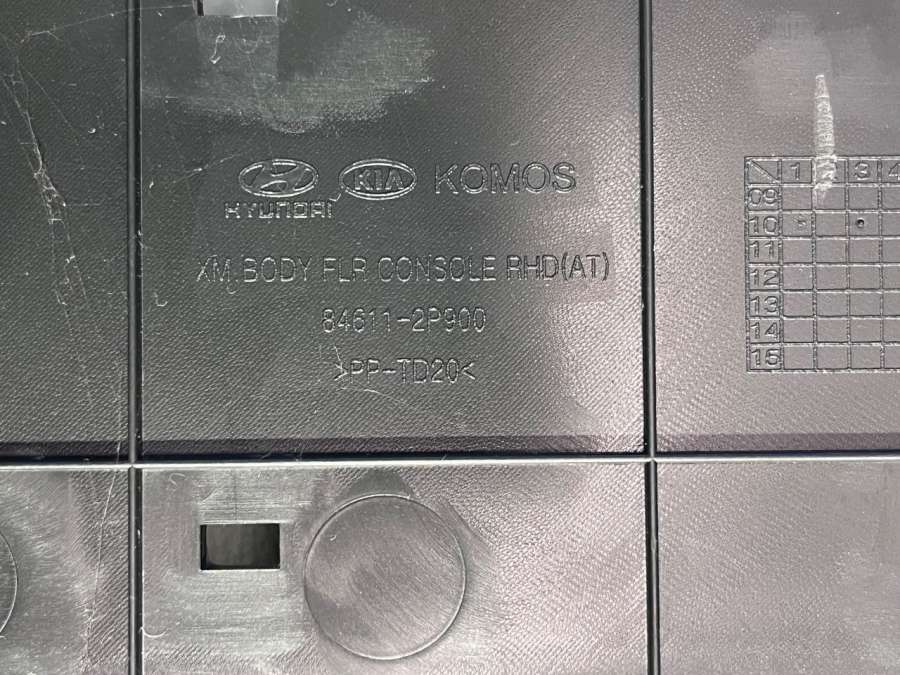 HYUNDAI KIA KOMOS
XM BODY FLR CONSOLE RHD(AT)
84611-2P900
>PP-TD20<
1 3 4
09
10
11
12
13
14
15